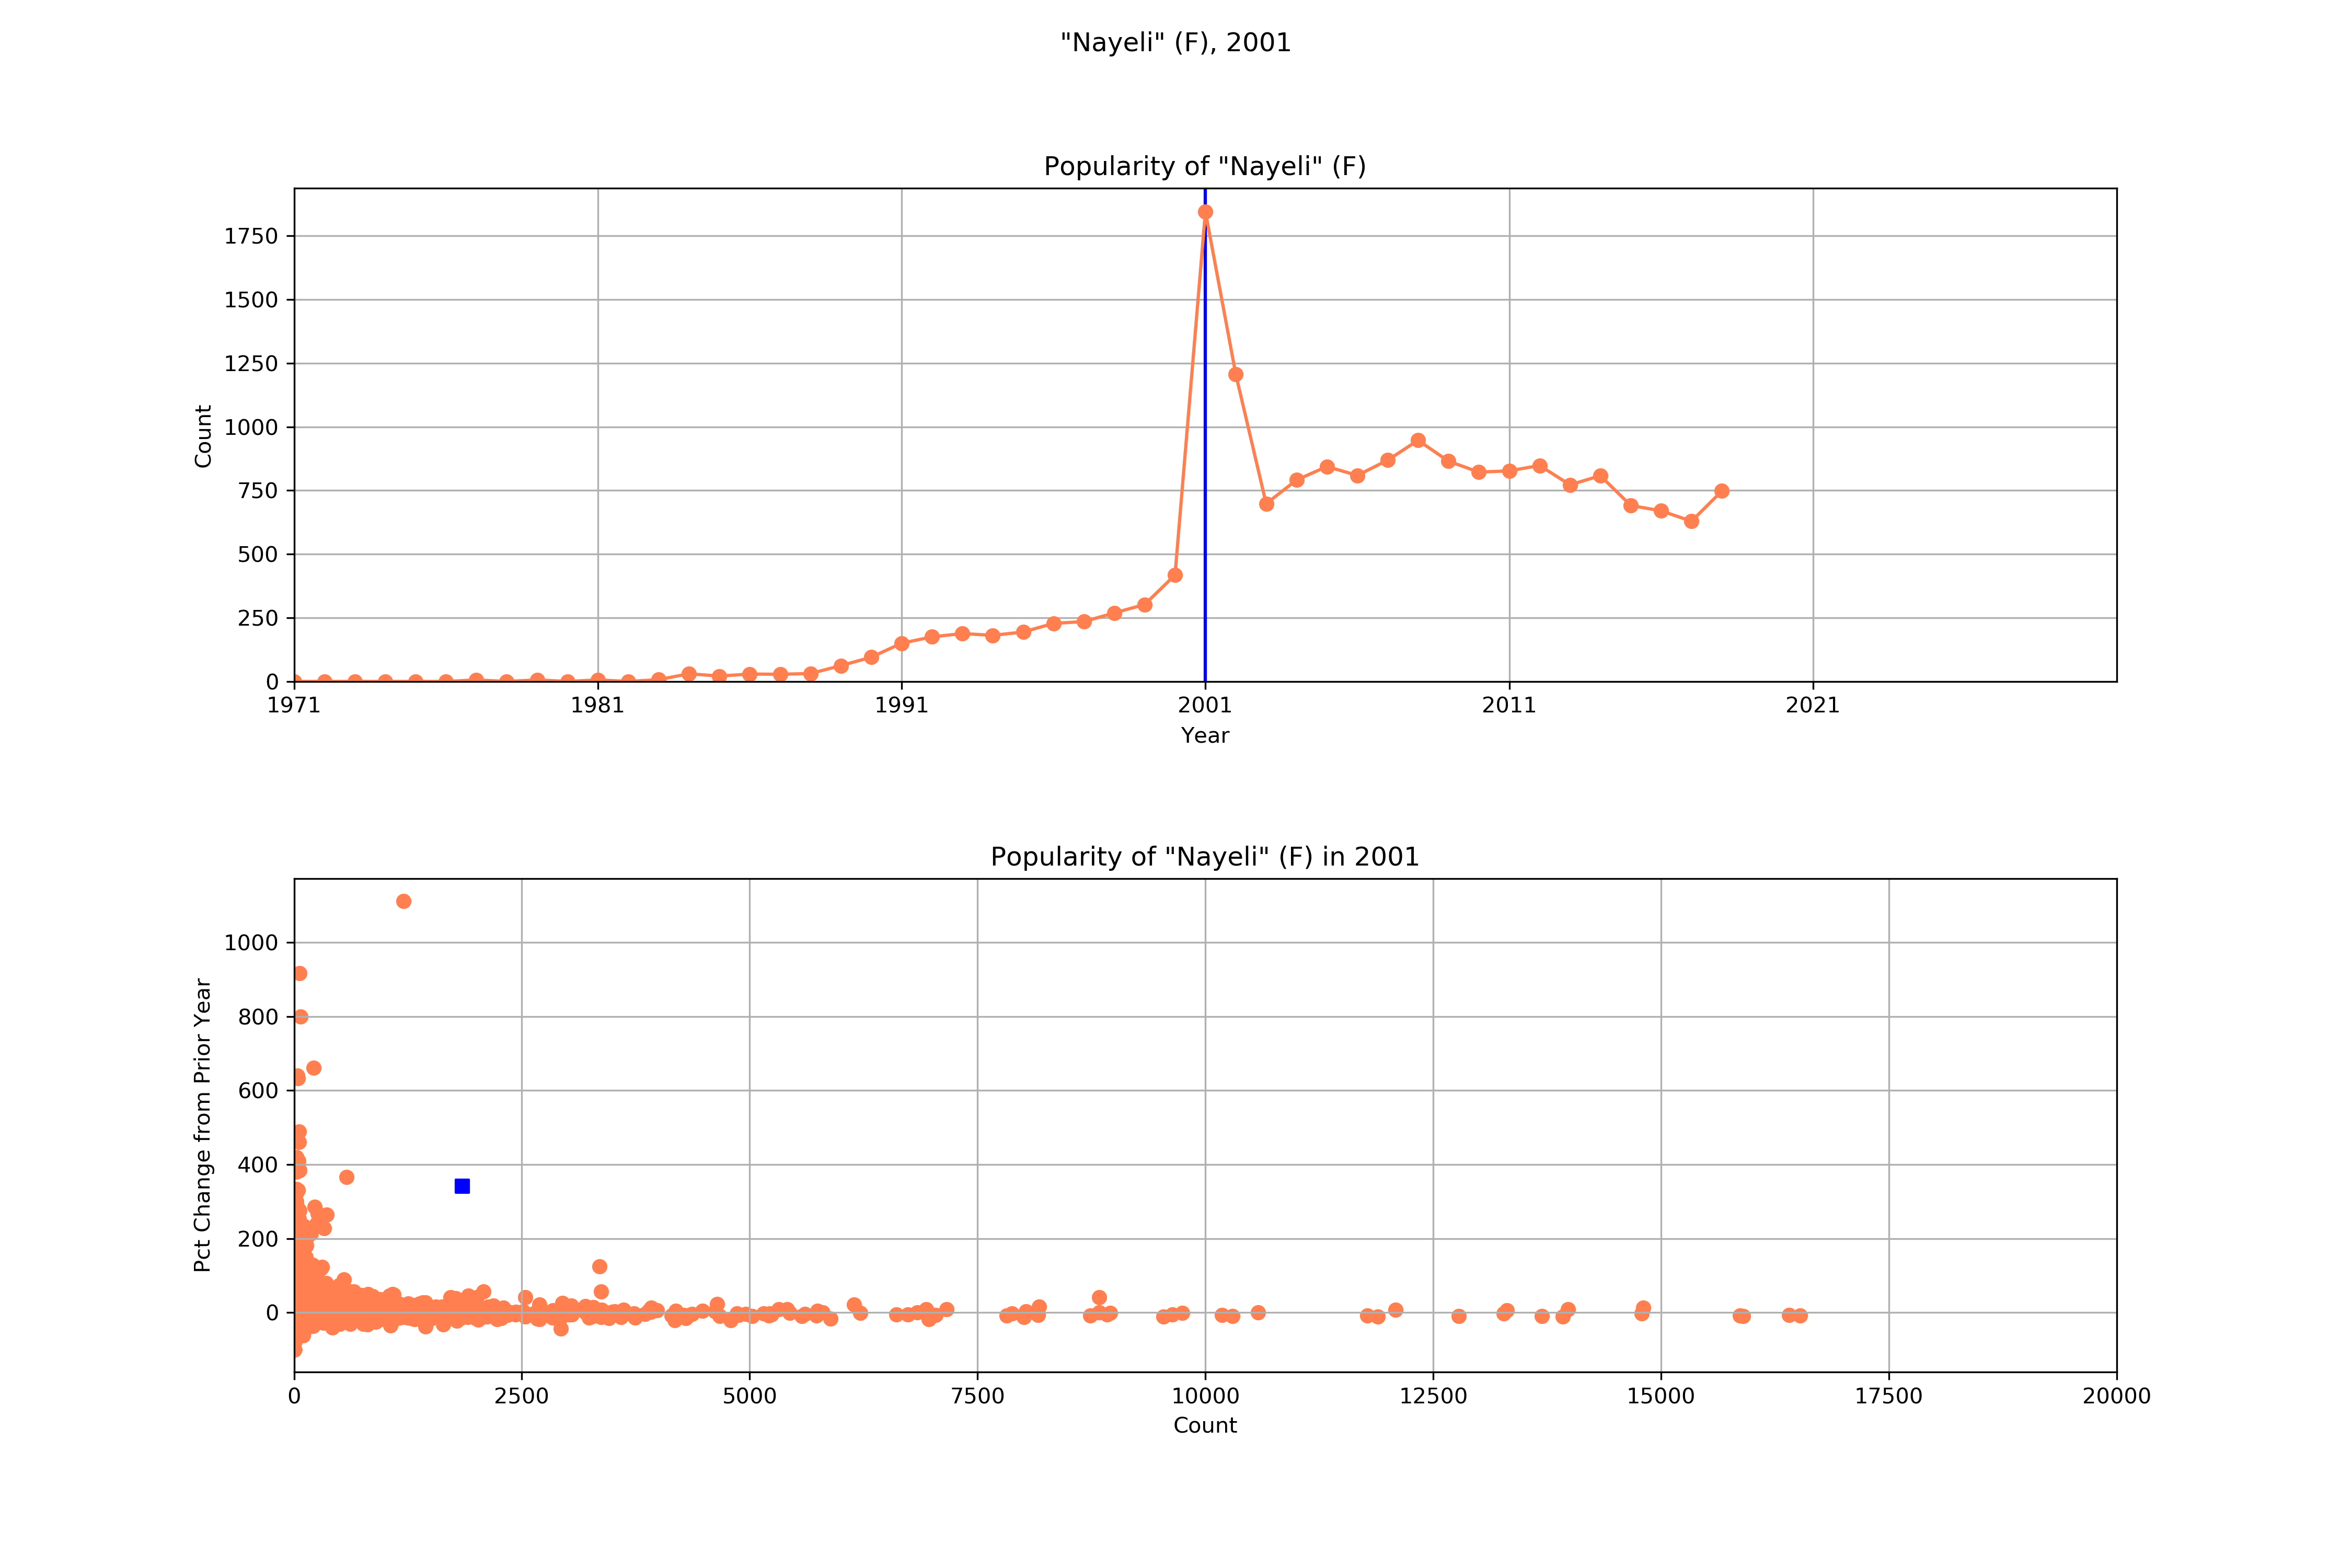 "Nayeli" (F), 2001
Popularity of "Nayeli" (F)
Count
1750
1500
1250
1000
750
500
250
0
1971 1981 1991 2001 2011 2021
Year
Popularity of "Nayeli" (F) in 2001
Pct Change from Prior Year
1000
800
600
400
200
0
0 2500 5000 7500 10000 12500 15000 17500 20000
Count